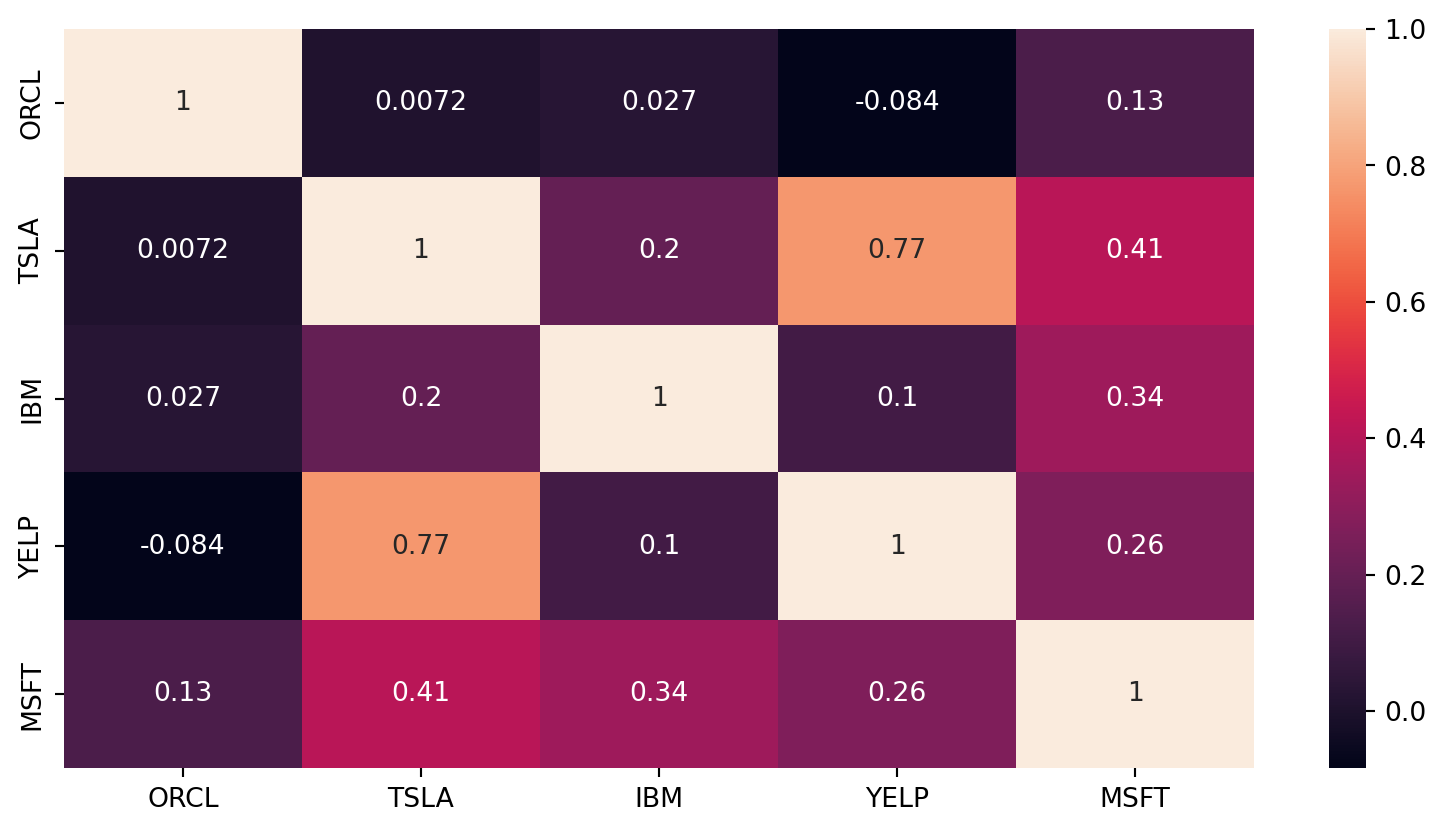 ORCL 1 0.0072 0.027 -0.084 0.13
TSLA 0.0072 1 0.2 0.77 0.41
IBM 0.027 0.2 1 0.1 0.34
YELP -0.084 0.77 0.1 1 0.26
MSFT 0.13 0.41 0.34 0.26 1
ORCL TSLA IBM YELP MSFT
1.0
0.8
0.6
0.4
0.2
0.0